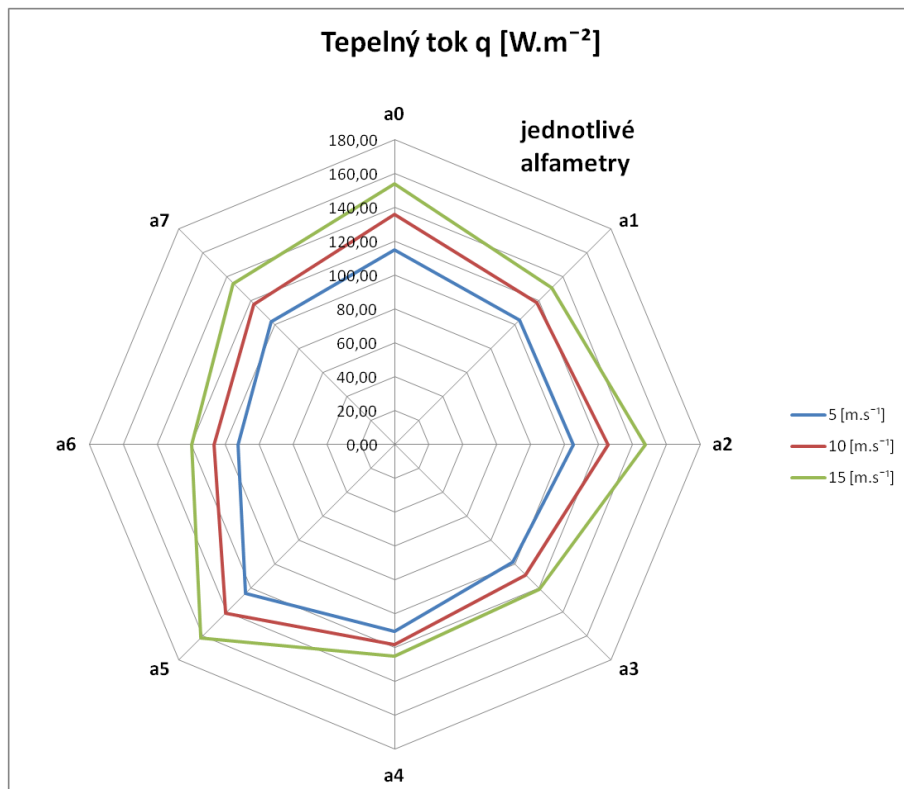 Tepelný tok q [W.m⁻²]
jednotlivé
alfametry
a0
a1
a2
a3
a4
a5
a6
a7
180,00
160,00
140,00
120,00
100,00
80,00
60,00
40,00
20,00
0,00
5 [m.s⁻¹]
10 [m.s⁻¹]
15 [m.s⁻¹]